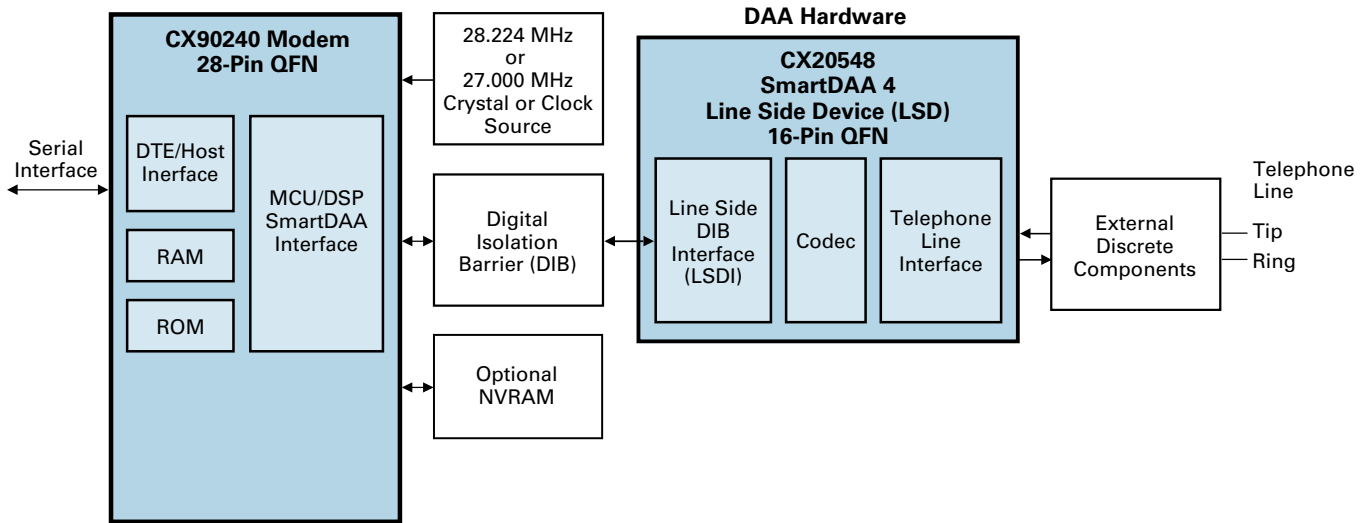 Serial
Interface
CX90240 Modem
28-Pin QFN
DTE/Host
Inerface
RAM
ROM
MCU/DSP
SmartDAA
Interface
28.224 MHz
or
27.000 MHz
Crystal or Clock
Source
Digital
Isolation
Barrier (DIB)
Optional
NVRAM
DAA Hardware
CX20548
SmartDAA 4
Line Side Device (LSD)
16-Pin QFN
Line Side
DIB
Interface
(LSDI)
Codec
Telephone
Line
Interface
External
Discrete
Components
Telephone
Line
Tip
Ring